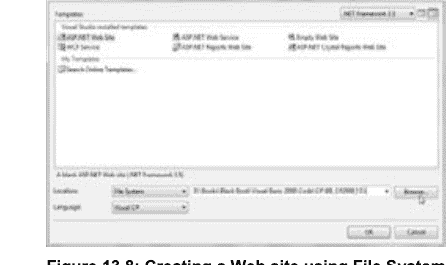 Templates:
.NET Framework 3.5
Visual Studio installed templates
ASP.NET Web Site
ASP.NET Web Service
Empty Web Site
WCF Service
ASP.NET Reports Web Site
ASP.NET Crystal Reports Web Site
My Templates
Search Online Templates...
A blank ASP.NET Web site (.NET Framework 3.5)
Location:
File System
Browse...
Language:
Visual
OK
Cancel
Figure 13.8: Creating a Web site using File System